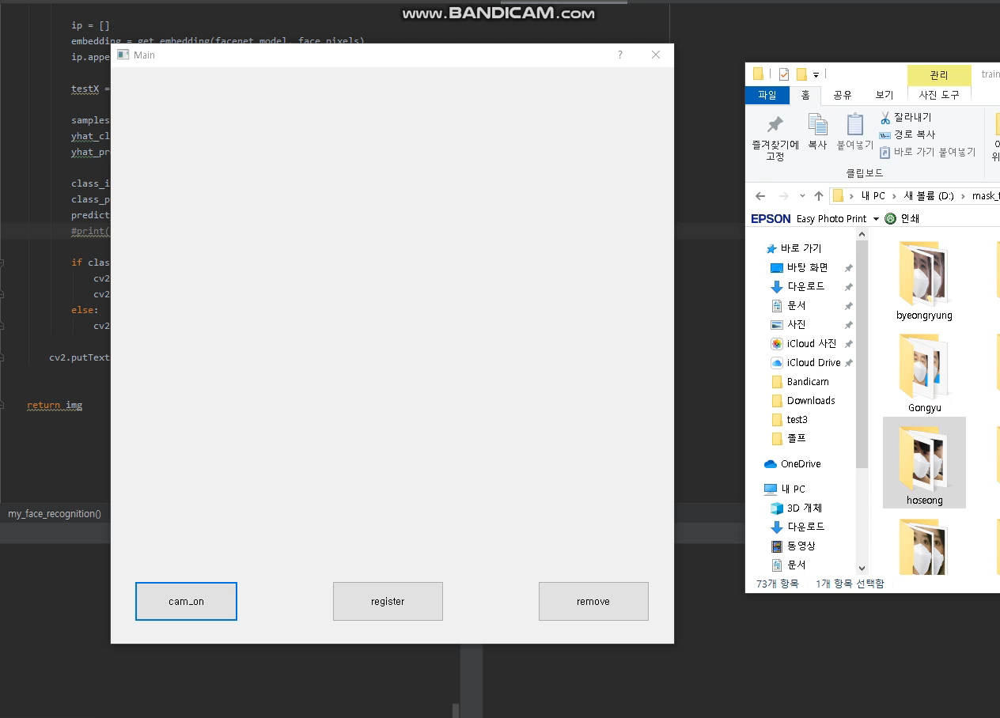 www.BANDICAM.com
ip = []
embedding = get_embedding(facenet_model, face_pixels)
ip.appe
testX =
samples
yhat_cl
yhat_pr
class_i
class_p
predict
#print(
if clas
cv2
cv2
else:
cv2
cv2.putText
return img
my_face_recognition()
Main
?
cam_on
register
remove
관리
train
파일
홈
공유
보기
사진 도구
즐겨찾기에
고정
복사
붙여넣기
잘라내기
경로 복사
바로 가기 붙여넣기
클립보드
내 PC
새 볼륨 (D:)
mask_f
EPSON Easy Photo Print
인쇄
바로 가기
바탕 화면
다운로드
문서
사진
iCloud 사진
iCloud Drive
Bandicam
Downloads
test3
졸프
OneDrive
내 PC
3D 개체
다운로드
동영상
문서
byeongryung
Gongyu
hoseong
73개 항목
1개 항목 선택함